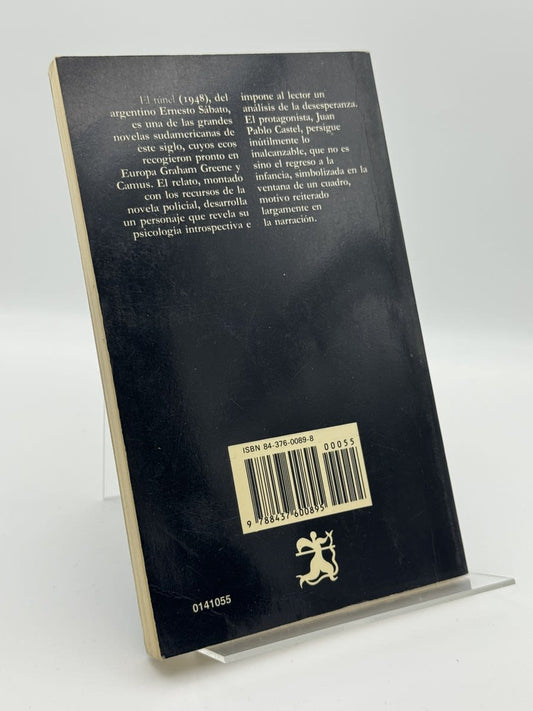 El túnel (1948), del
argentino Ernesto Sábato,
es una de las grandes
novelas sudamericanas de
este siglo, cuyos ecos
recogieron pronto en
Europa Graham Greene y
Camus. El relato, montado
con los recursos de la
novela policial, desarrolla
un personaje que revela su
psicología introspectiva e
impone al lector un
análisis de la desesperanza.
El protagonista, Juan
Pablo Castel, persigue
inútilmente lo
inalcanzable, que no es
sino el regreso a la
infancia, simbolizada en la
ventana de un cuadro,
motivo reiterado
largamente en
la narración.
ISBN 84-376-0089-8
00055
9 788437 600895
0141055